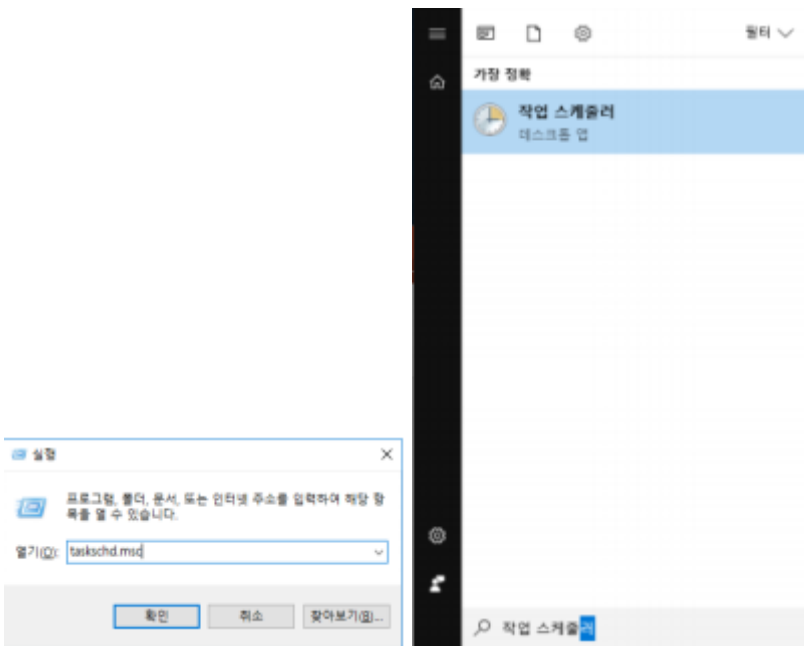 실행
프로그램, 폴더, 문서, 또는 인터넷 주소를 입력하여 해당 항
목을 열 수 있습니다.
열기(O): taskschd.msc
확인 취소 찾아보기(B)...
필터
가장 정확
작업 스케줄러
데스크톱 앱
작업 스케줄러